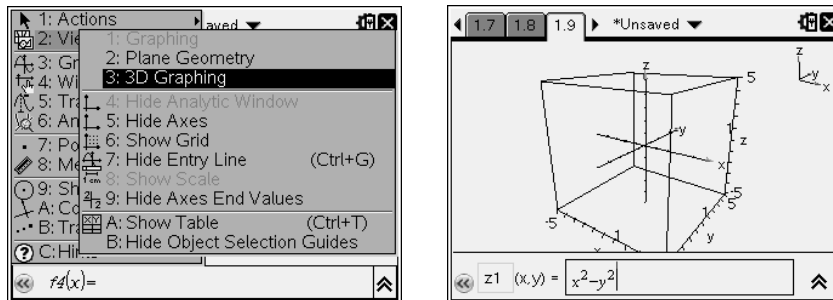 1: Actions
aved
2: Vie
1: Graphing
2: Plane Geometry
3: 3D Graphing
4: Hide Analytic Window
5: Hide Axes
6: Show Grid
7: Hide Entry Line (Ctrl+G)
8: Show Scale
9: Hide Axes End Values
A: Show Table (Ctrl+T)
B: Hide Object Selection Guides
3: Gr
4: Wi
5: Tra
6: An
7: Po
8: Me
9: Sh
A: Co
B: Tra
C: Hin
f4(x)=
1.7 1.8 1.9 *Unsaved
z
y
x
z
5
y
z
x
-5
5
-5
1
1
5
x
y
z1 (x,y) = x²-y²